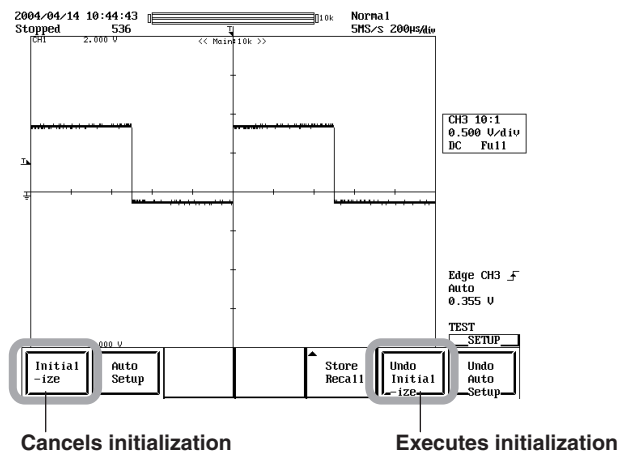 2004/04/14 10:44:43
Stopped 536
10k
Normal
5MS/s 200µs/div
CH1 2.000 V
<< Main:10k >>
T
CH3 10:1
0.500 V/div
DC Full
T
Edge CH3
Auto
0.355 V
TEST
SETUP
.000 V
Initial
-ize
Auto
Setup
Store
Recall
Undo
Initial
-ize
Undo
Auto
Setup
Cancels initialization
Executes initialization